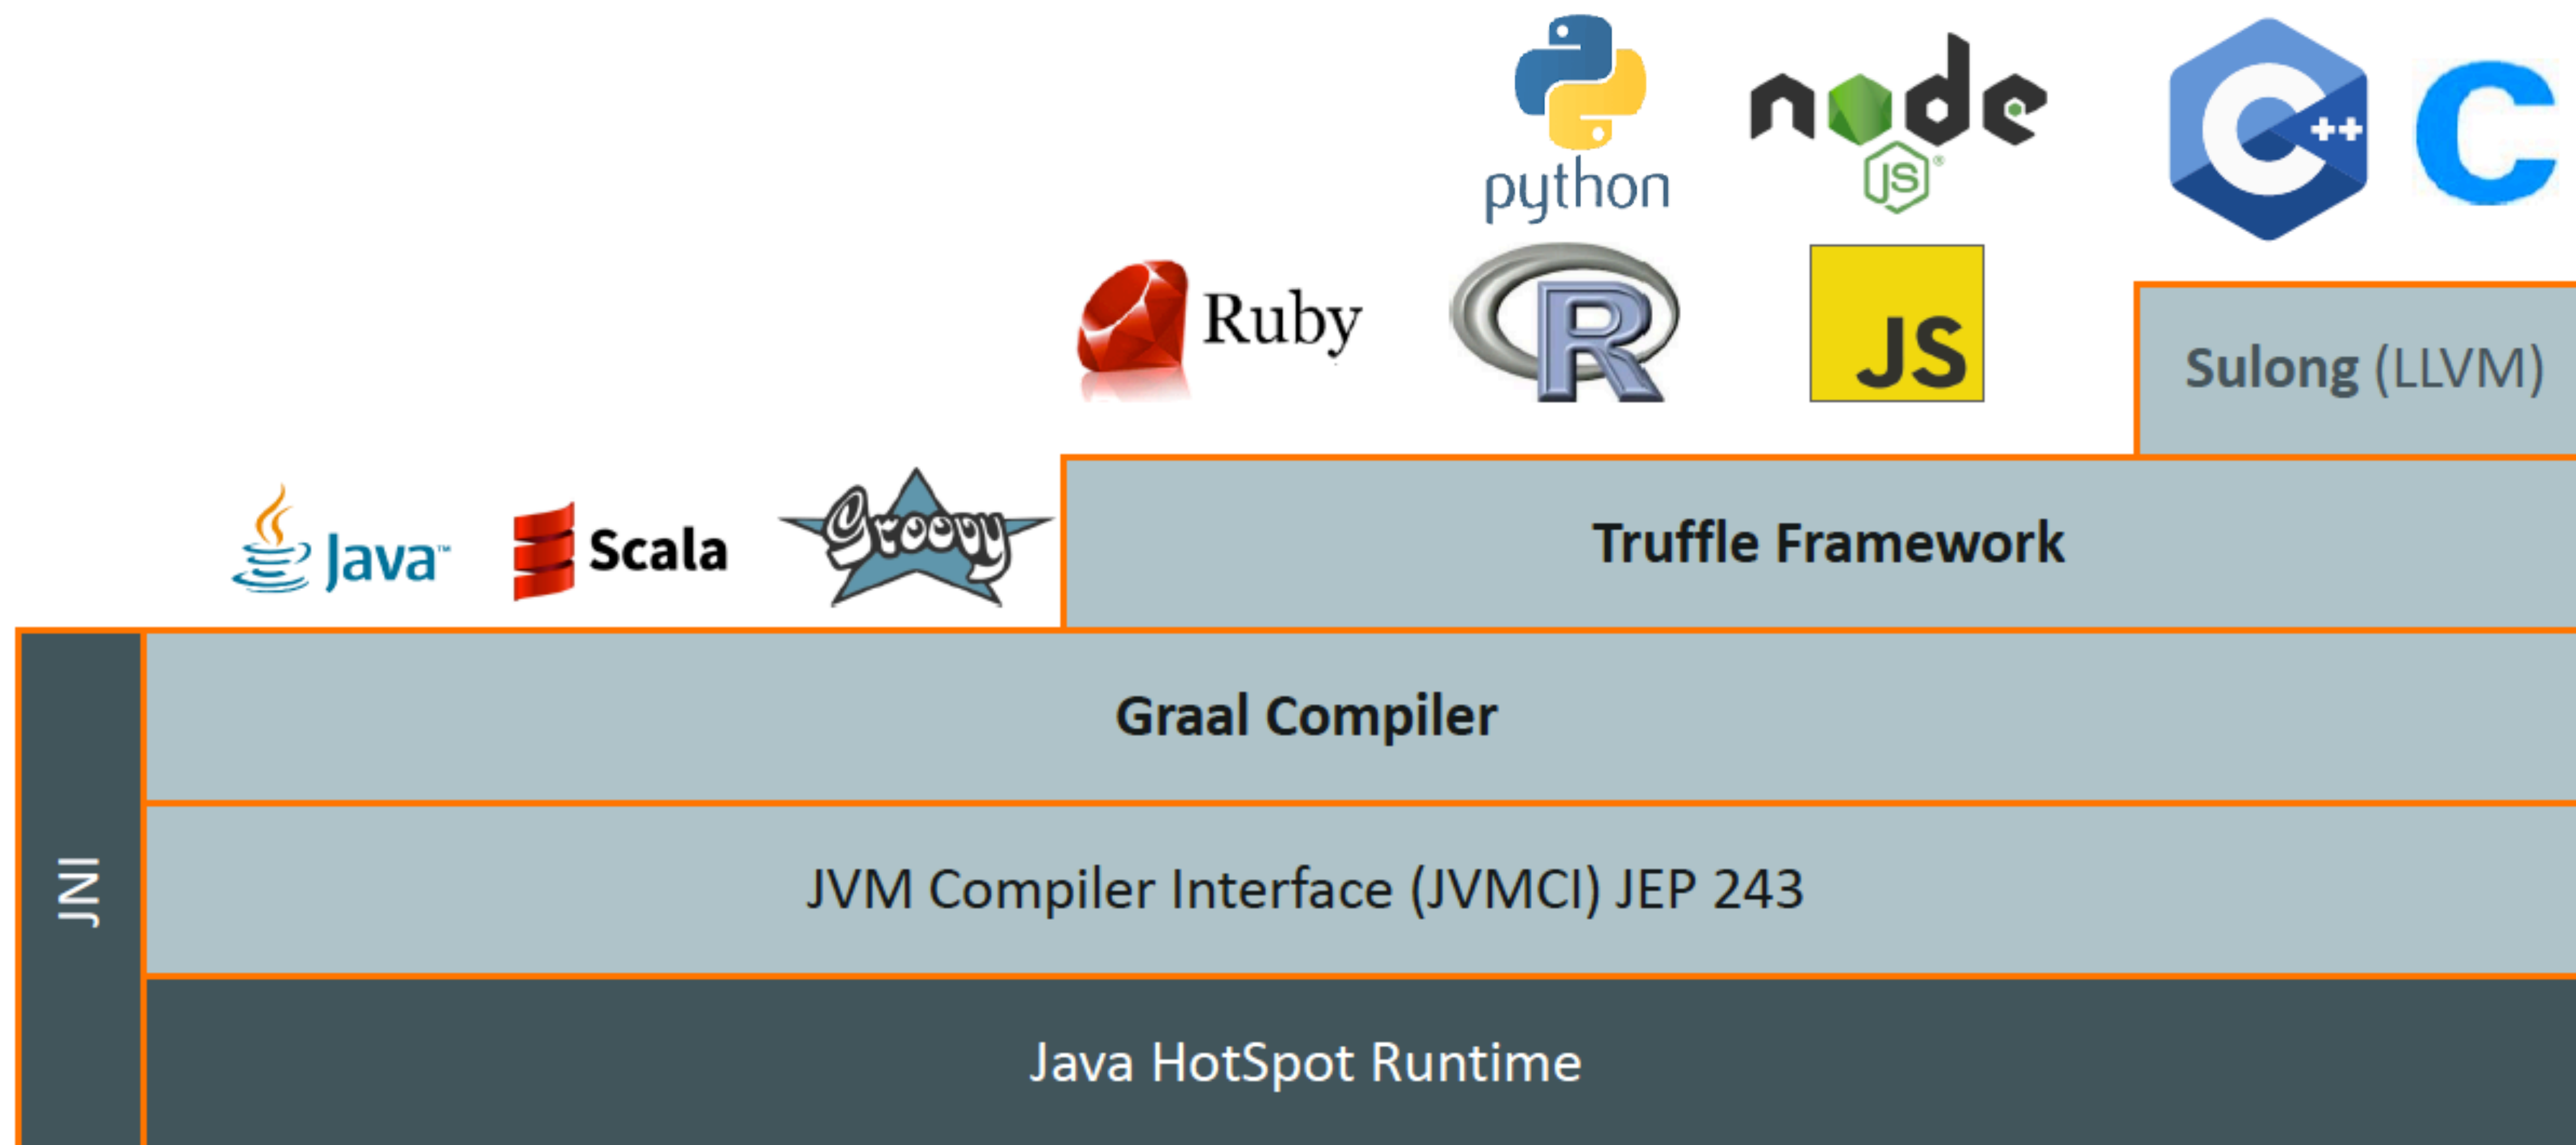 python
node
JS
®
C
++
C
Ruby
R
JS
Sulong (LLVM)
Java™
Scala
Groovy
Truffle Framework
Graal Compiler
JNI
JVM Compiler Interface (JVMCI) JEP 243
Java HotSpot Runtime